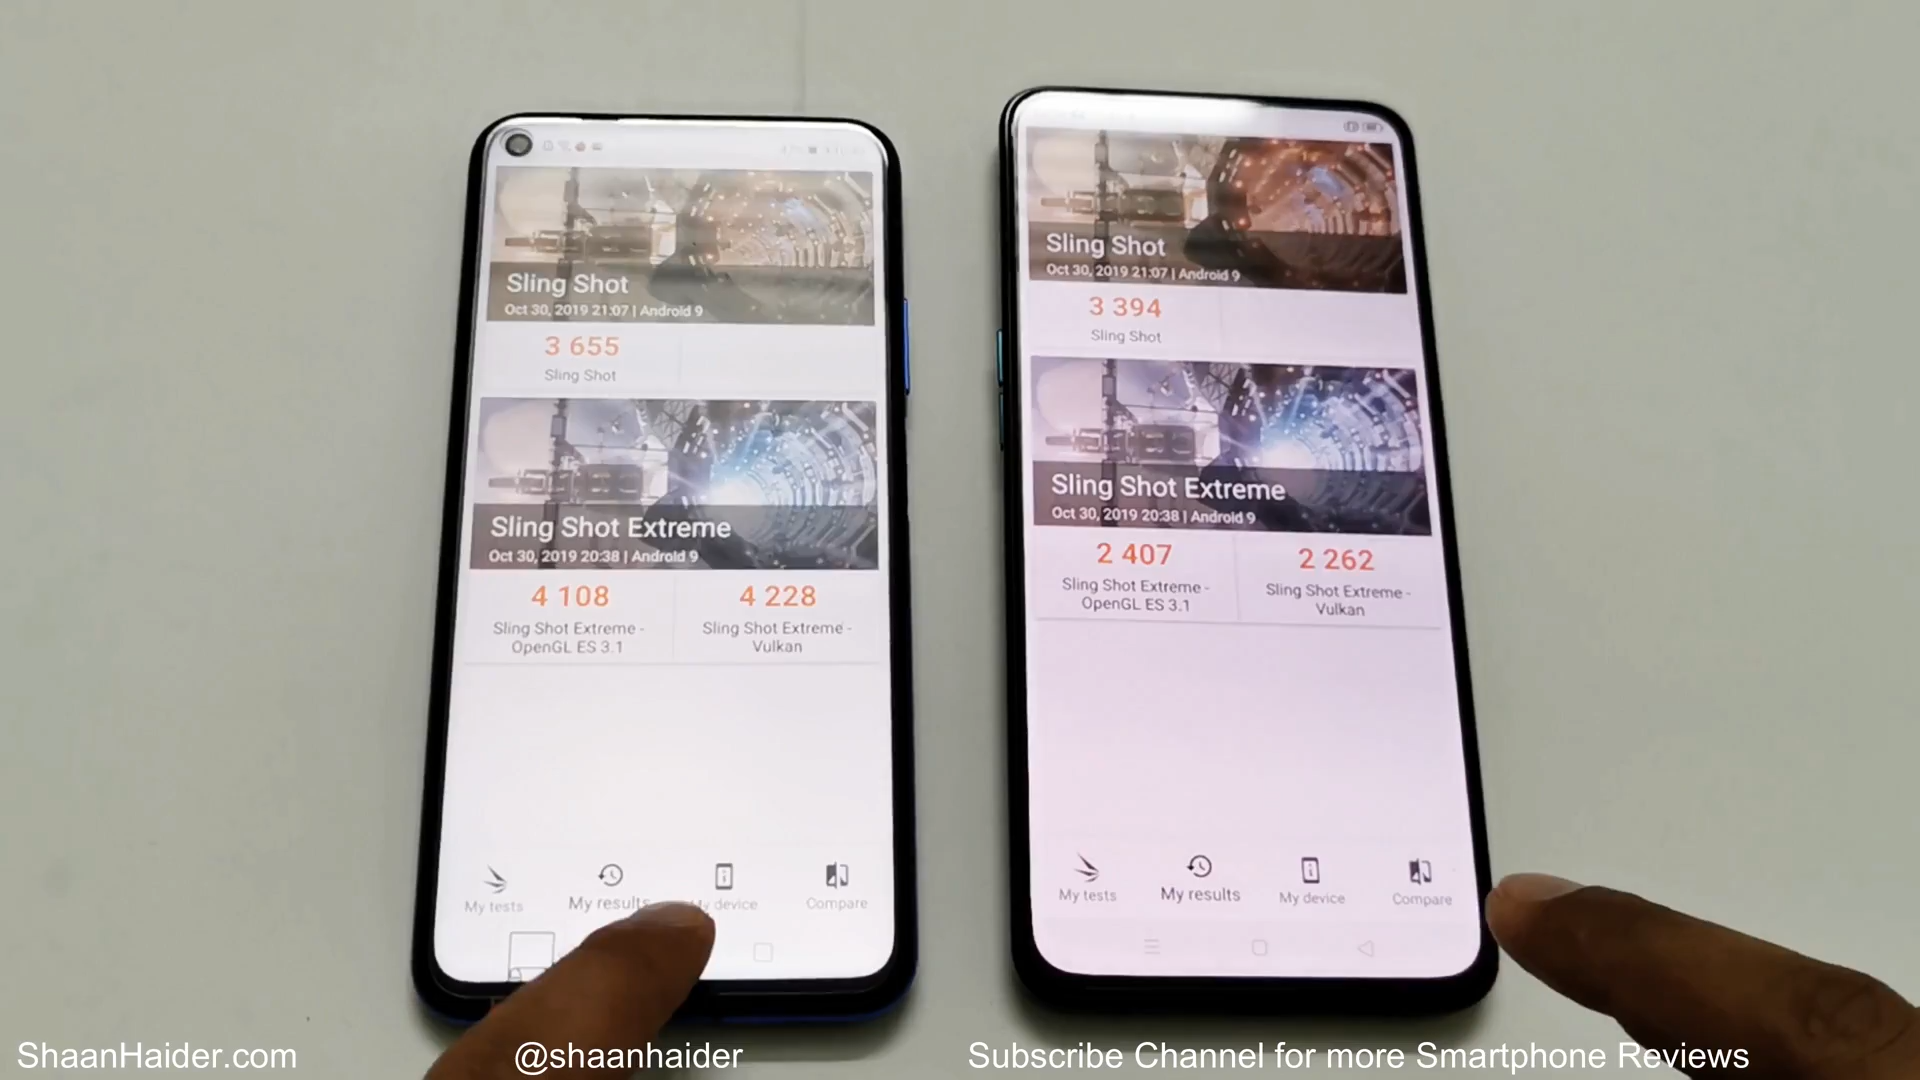 Sling Shot
Oct 30, 2019 21:07 | Android 9
3 655
Sling Shot
Sling Shot Extreme
Oct 30, 2019 20:38 | Android 9
4 108
Sling Shot Extreme -
OpenGL ES 3.1
4 228
Sling Shot Extreme -
Vulkan
My tests
My results
My device
Compare
Sling Shot
Oct 30, 2019 21:07 | Android 9
3 394
Sling Shot
Sling Shot Extreme
Oct 30, 2019 20:38 | Android 9
2 407
Sling Shot Extreme -
OpenGL ES 3.1
2 262
Sling Shot Extreme -
Vulkan
My tests
My results
My device
Compare
ShaanHaider.com
@shaanhaider
Subscribe Channel for more Smartphone Reviews